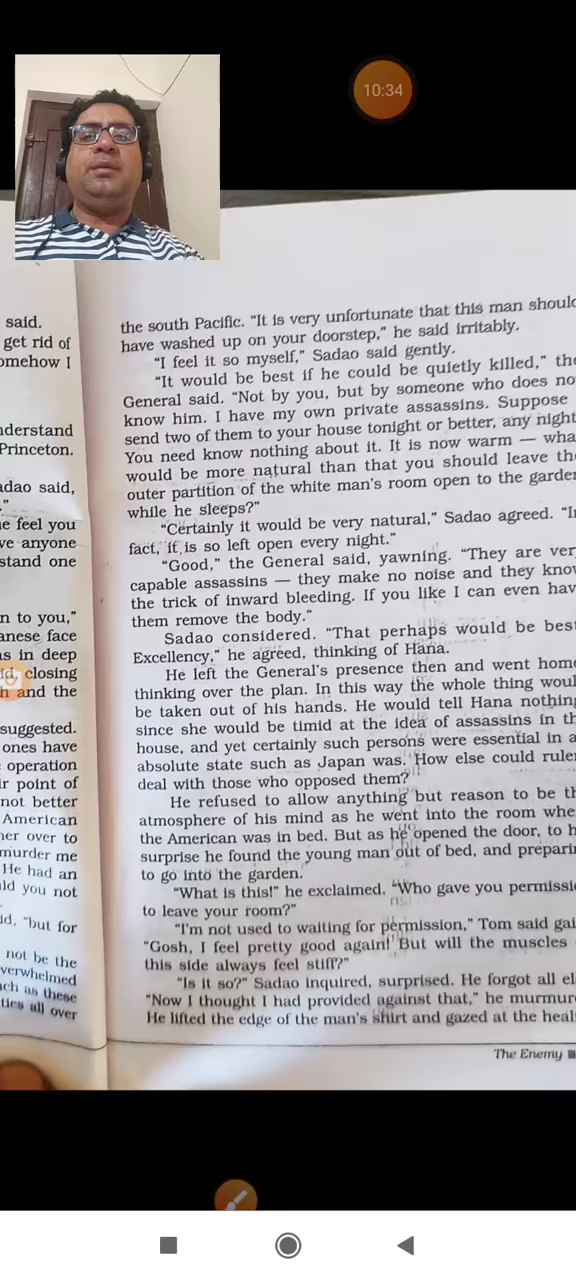 10:34
said.
get rid of
omehow I
nderstand
Princeton.
adao said,
."
e feel you
ve anyone
stand one
n to you,"
anese face
as in deep
id, closing
h and the
suggested.
ones have
operation
r point of
not better
American
her over to
murder me
He had an
ld you not
id, "but for
not be the
verwhelmed
ch as these
ties all over
the south Pacific. "It is very unfortunate that this man should
have washed up on your doorstep," he said irritably.
"I feel it so myself," Sadao said gently.
"It would be best if he could be quietly killed," the
General said. "Not by you, but by someone who does no
know him. I have my own private assassins. Suppose
send two of them to your house tonight or better, any night
You need know nothing about it. It is now warm — wha
would be more natural than that you should leave th
outer partition of the white man's room open to the garde
while he sleeps?"
"Certainly it would be very natural," Sadao agreed. "I
fact, it is so left open every night."
"Good," the General said, yawning. "They are ver
capable assassins — they make no noise and they know
the trick of inward bleeding. If you like I can even hav
them remove the body."
Sadao considered. "That perhaps would be best
Excellency," he agreed, thinking of Hana.
He left the General's presence then and went home
thinking over the plan. In this way the whole thing woul
be taken out of his hands. He would tell Hana nothing
since she would be timid at the idea of assassins in th
house, and yet certainly such persons were essential in a
absolute state such as Japan was. How else could ruler
deal with those who opposed them?
He refused to allow anything but reason to be th
atmosphere of his mind as he went into the room whe
the American was in bed. But as he opened the door, to h
surprise he found the young man out of bed, and preparin
to go into the garden.
"What is this!" he exclaimed. "Who gave you permissi
to leave your room?"
"I'm not used to waiting for permission," Tom said gai
"Gosh, I feel pretty good again! But will the muscles
this side always feel stiff?"
"Is it so?" Sadao inquired, surprised. He forgot all el
"Now I thought I had provided against that," he murmur
He lifted the edge of the man's shirt and gazed at the heal
The Enemy